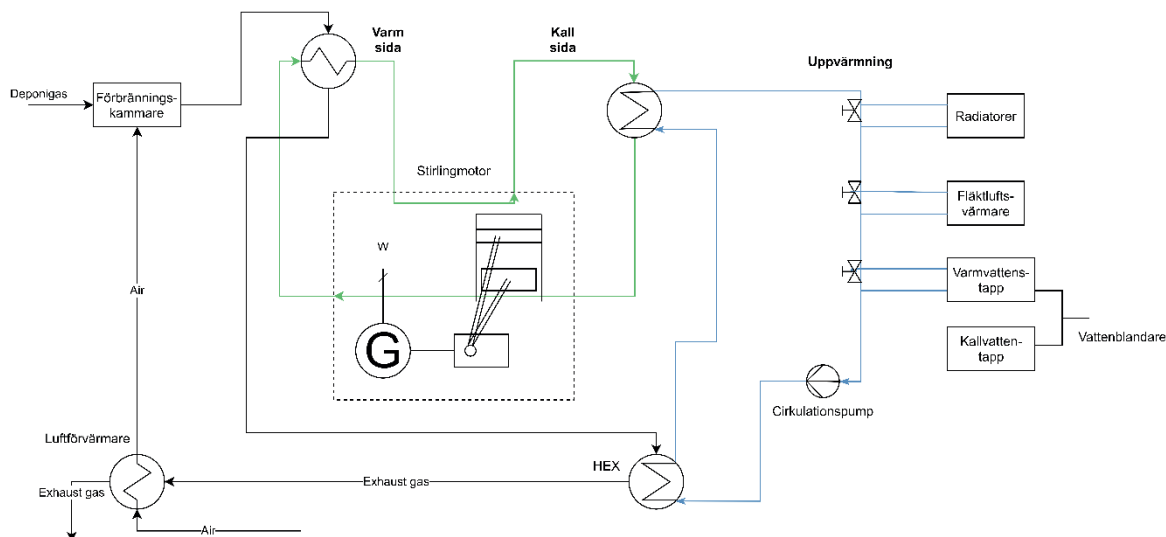 Varm
sida
Kall
sida
Uppvärmning
Deponigas
Förbrännings-
kammare
Radiatorer
Stirlingmotor
Fläktlufts-
värmare
W
Air
Varmvattens-
tapp
Vattenblandare
Kallvatten-
tapp
G
Cirkulationspump
Luftförvärmare
HEX
Exhaust gas
Exhaust gas
Air